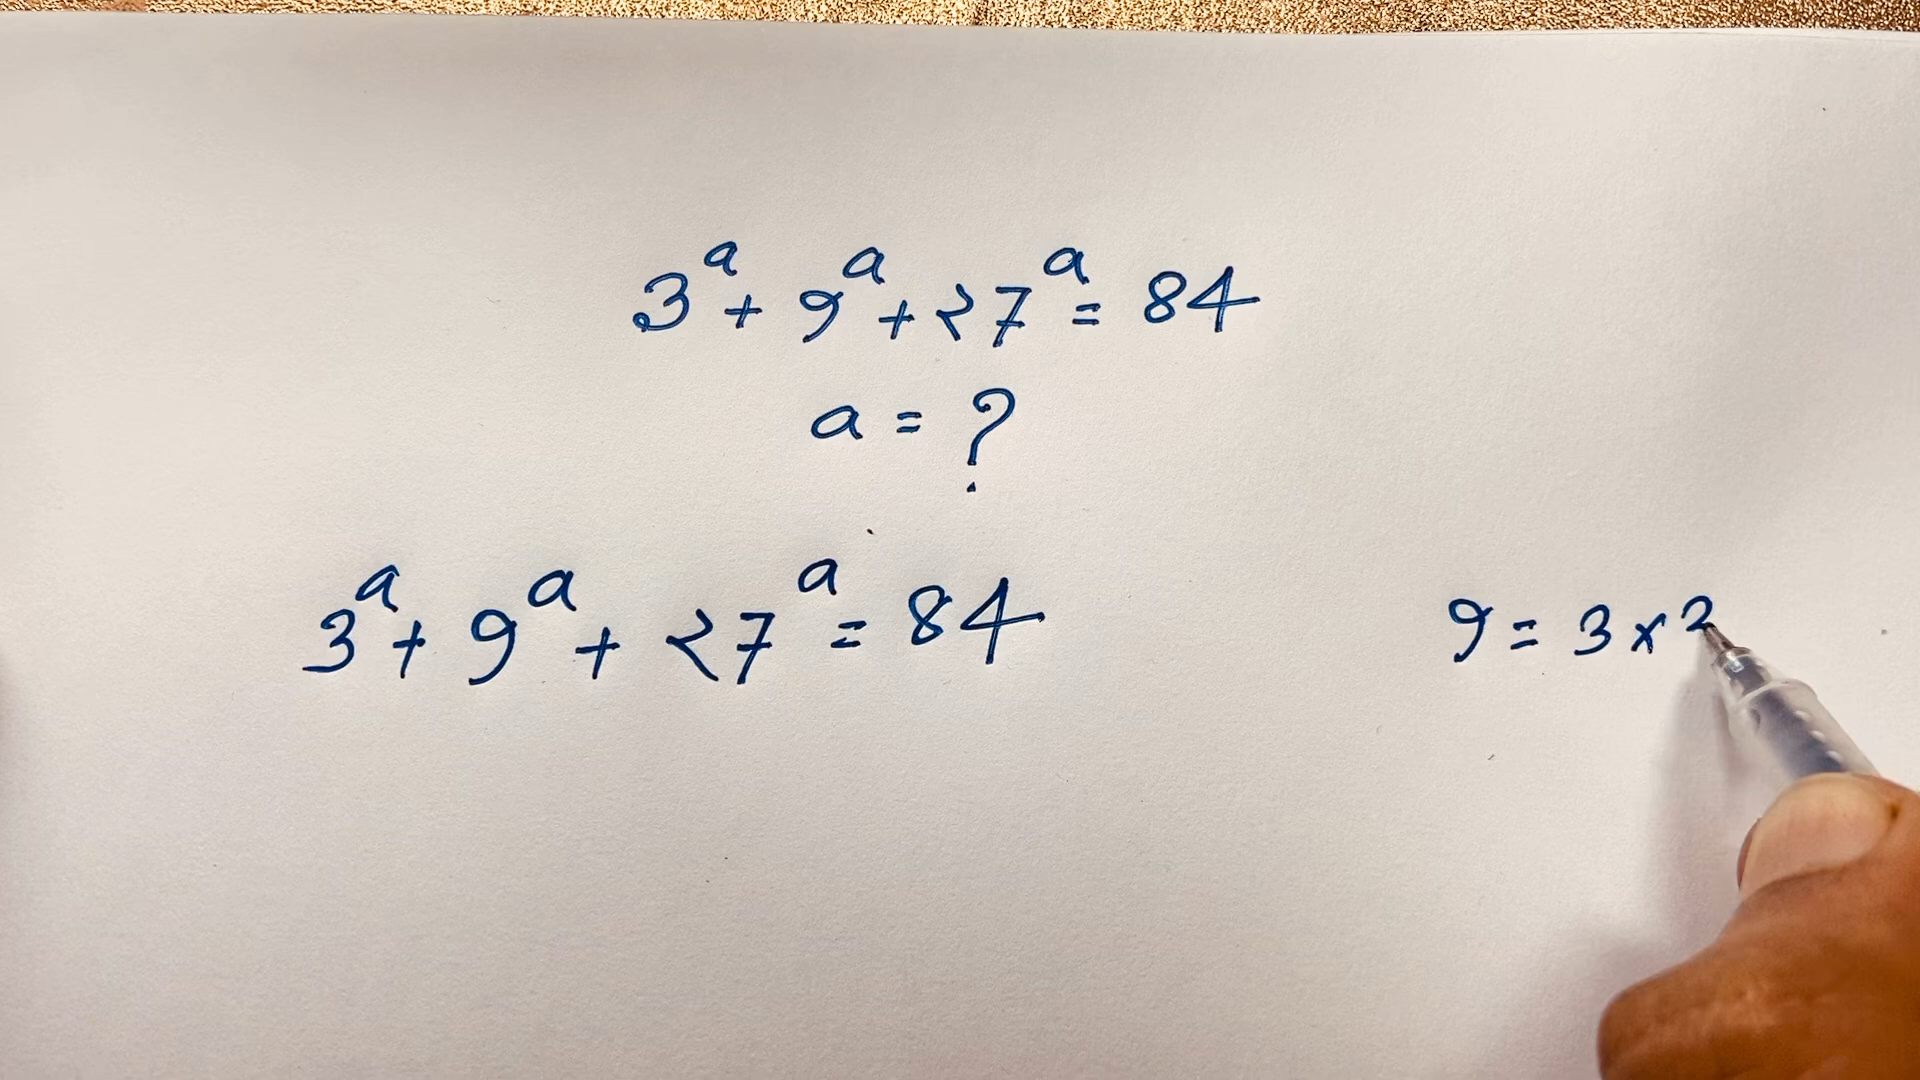 3^a + 9^a + 27^a = 84
a = ?
3^a + 9^a + 27^a = 84
9 = 3 × 3